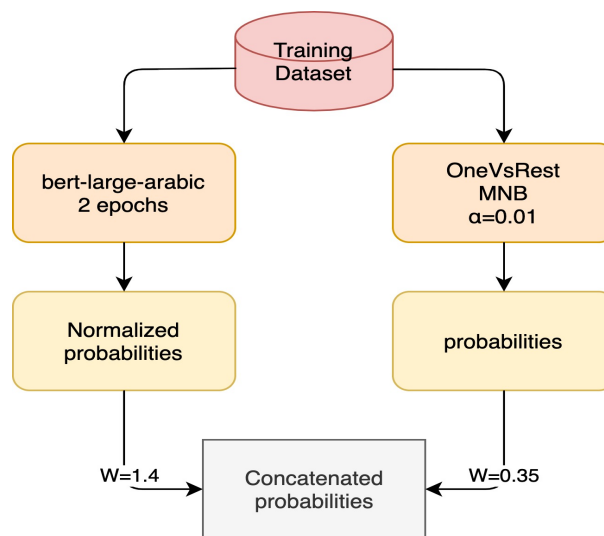 Training
Dataset
bert-large-arabic
2 epochs
OneVsRest
MNB
α=0.01
Normalized
probabilities
probabilities
W=1.4
W=0.35
Concatenated
probabilities